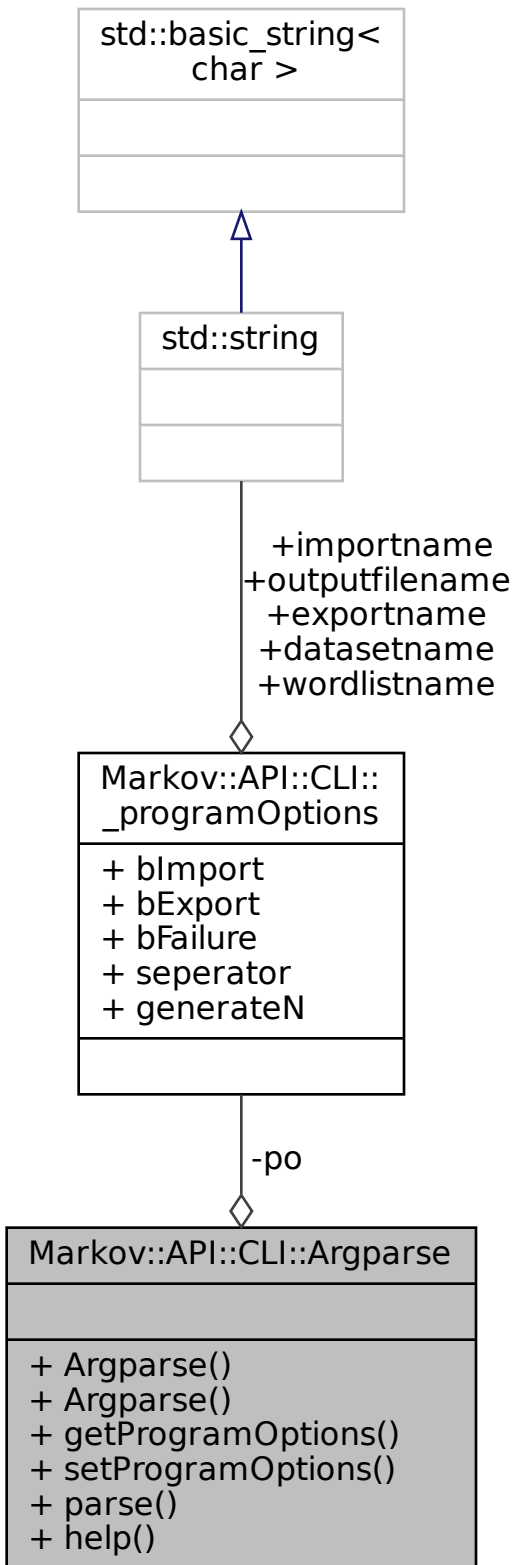 std::basic_string<
char >
std::string
+importname
+outputfilename
+exportname
+datasetname
+wordlistname
Markov::API::CLI::
_programOptions
+ bImport
+ bExport
+ bFailure
+ seperator
+ generateN
-po
Markov::API::CLI::Argparse
+ Argparse()
+ Argparse()
+ getProgramOptions()
+ setProgramOptions()
+ parse()
+ help()